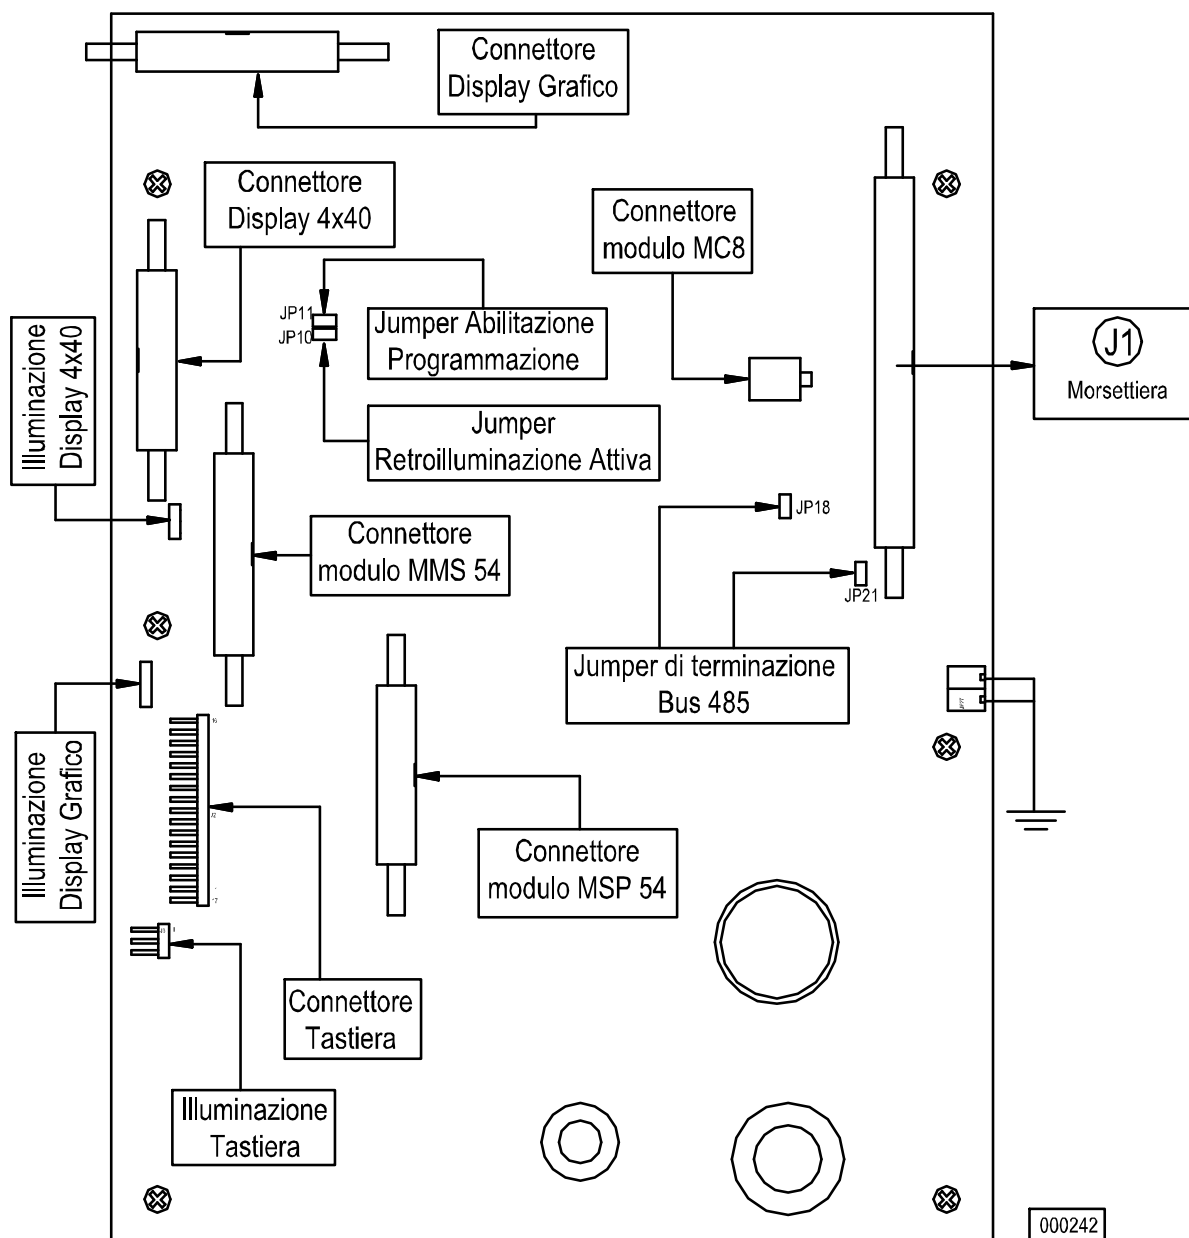 Connettore
Display Grafico
Connettore
Display 4x40
Connettore
modulo MC8
JP11
JP10
Jumper Abilitazione
Programmazione
J1
Morsettiera
Illuminazione
Display 4x40
Jumper
Retroilluminazione Attiva
JP18
Connettore
modulo MMS 54
JP21
Jumper di terminazione
Bus 485
Illuminazione
Display Grafico
16
J2
Connettore
modulo MSP 54
Connettore
Tastiera
Illuminazione
Tastiera
000242